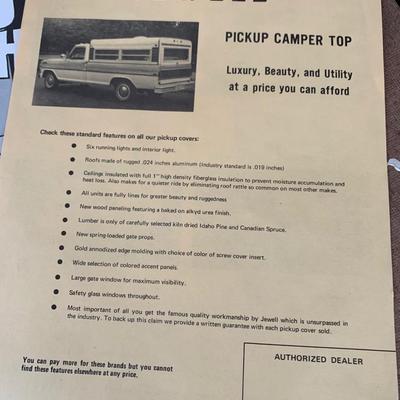 PICKUP CAMPER TOP
Luxury, Beauty, and Utility
at a price you can afford
Check these standard features on all our pickup covers:
Six running lights and interior light.
Roofs made of rugged .024 inches aluminum (Industry standard is .019 inches)
Ceilings insulated with full 1" high density fiberglass insulation to prevent moisture accumulation and
heat loss. Also makes for a quieter ride by eliminating roof rattle so common on most other makes.
All units are fully lines for greater beauty and ruggedness
New wood paneling featuring a baked on alkyd urea finish.
Lumber is only of carefully selected kiln dried Idaho Pine and Canadian Spruce.
New spring-loaded gate props.
Gold annodized edge molding with choice of color of screw cover insert.
Wide selection of colored accent panels.
Large gate window for maximum visibility.
Safety glass windows throughout.
Most important of all you get the famous quality workmanship by Jewell which is unsurpassed in
the industry. To back up this claim we provide a written guarantee with each pickup cover sold.
You can pay more for these brands but you cannot
find these features elsewhere at any price.
AUTHORIZED DEALER